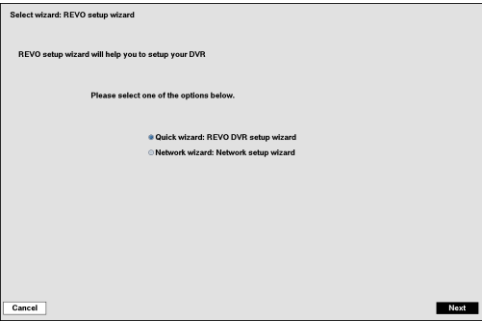 Select wizard: REVO setup wizard
REVO setup wizard will help you to setup your DVR
Please select one of the options below.
Quick wizard: REVO DVR setup wizard
Network wizard: Network setup wizard
Cancel Next